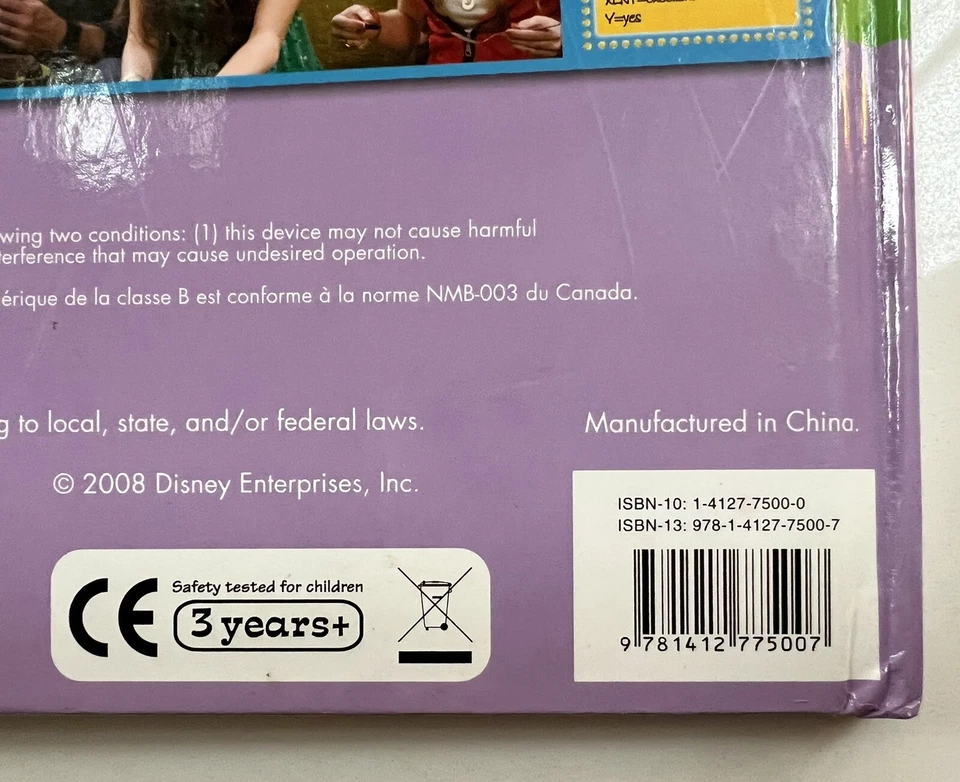 Y=yes
wing two conditions: (1) this device may not cause harmful
erference that may cause undesired operation.
érique de la classe B est conforme à la norme NMB-003 du Canada.
g to local, state, and/or federal laws.
Manufactured in China.
© 2008 Disney Enterprises, Inc.
ISBN-10: 1-4127-7500-0
ISBN-13: 978-1-4127-7500-7
CE
Safety tested for children
3 years+
9 781412 775007